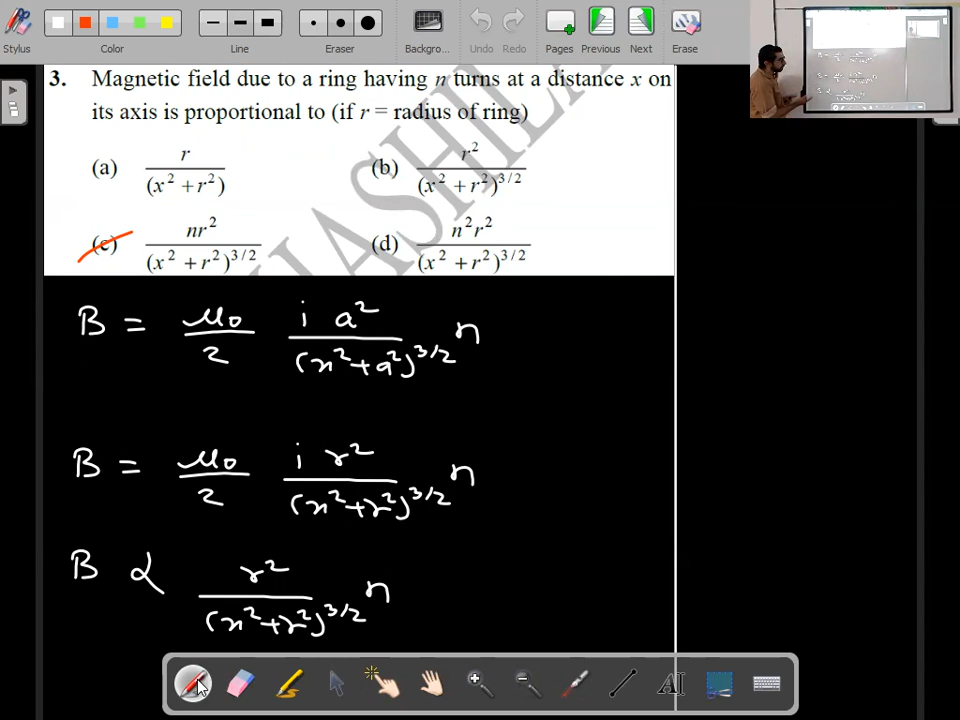 Stylus Color Line Eraser Backgro... Undo Redo Pages Previous Next Erase
3. Magnetic field due to a ring having n turns at a distance x on
its axis is proportional to (if r = radius of ring)
(a) r / (x² + r²) (b) r² / (x² + r²)^3/2
(c) nr² / (x² + r²)^3/2 (d) n²r² / (x² + r²)^3/2
B = μ₀/2 i a² / (x² + a²)^3/2 n
B = μ₀/2 i r² / (x² + r²)^3/2 n
B ∝ r² / (x² + r²)^3/2 n
AI